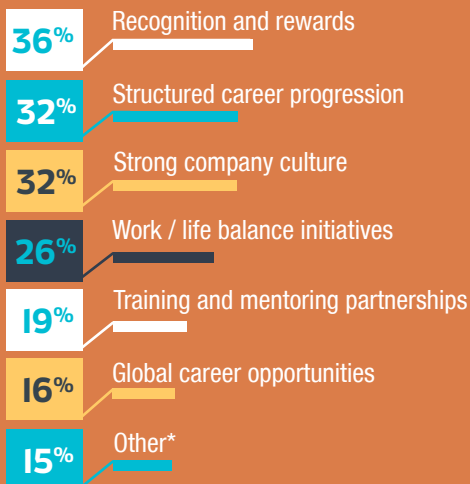 36% Recognition and rewards
32% Structured career progression
32% Strong company culture
26% Work / life balance initiatives
19% Training and mentoring partnerships
16% Global career opportunities
15% Other*